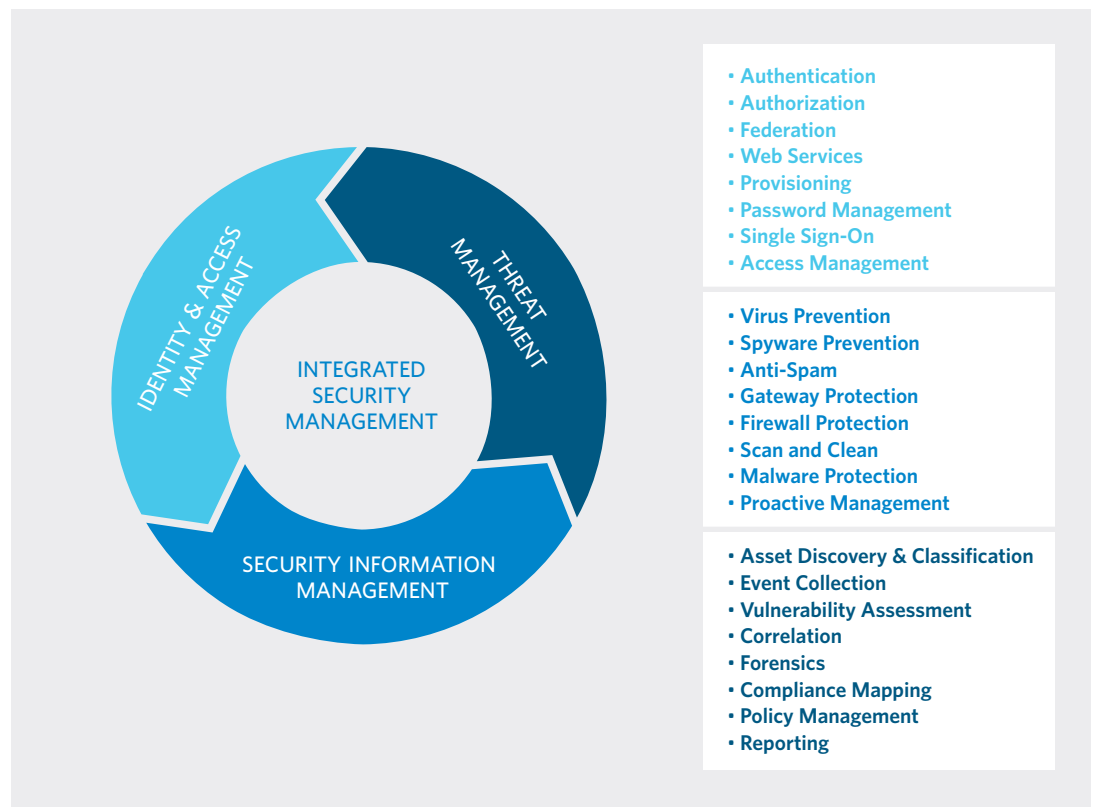 IDENTITY & ACCESS
MANAGEMENT
THREAT
MANAGEMENT
INTEGRATED
SECURITY
MANAGEMENT
SECURITY INFORMATION
MANAGEMENT
• Authentication
• Authorization
• Federation
• Web Services
• Provisioning
• Password Management
• Single Sign-On
• Access Management
• Virus Prevention
• Spyware Prevention
• Anti-Spam
• Gateway Protection
• Firewall Protection
• Scan and Clean
• Malware Protection
• Proactive Management
• Asset Discovery & Classification
• Event Collection
• Vulnerability Assessment
• Correlation
• Forensics
• Compliance Mapping
• Policy Management
• Reporting